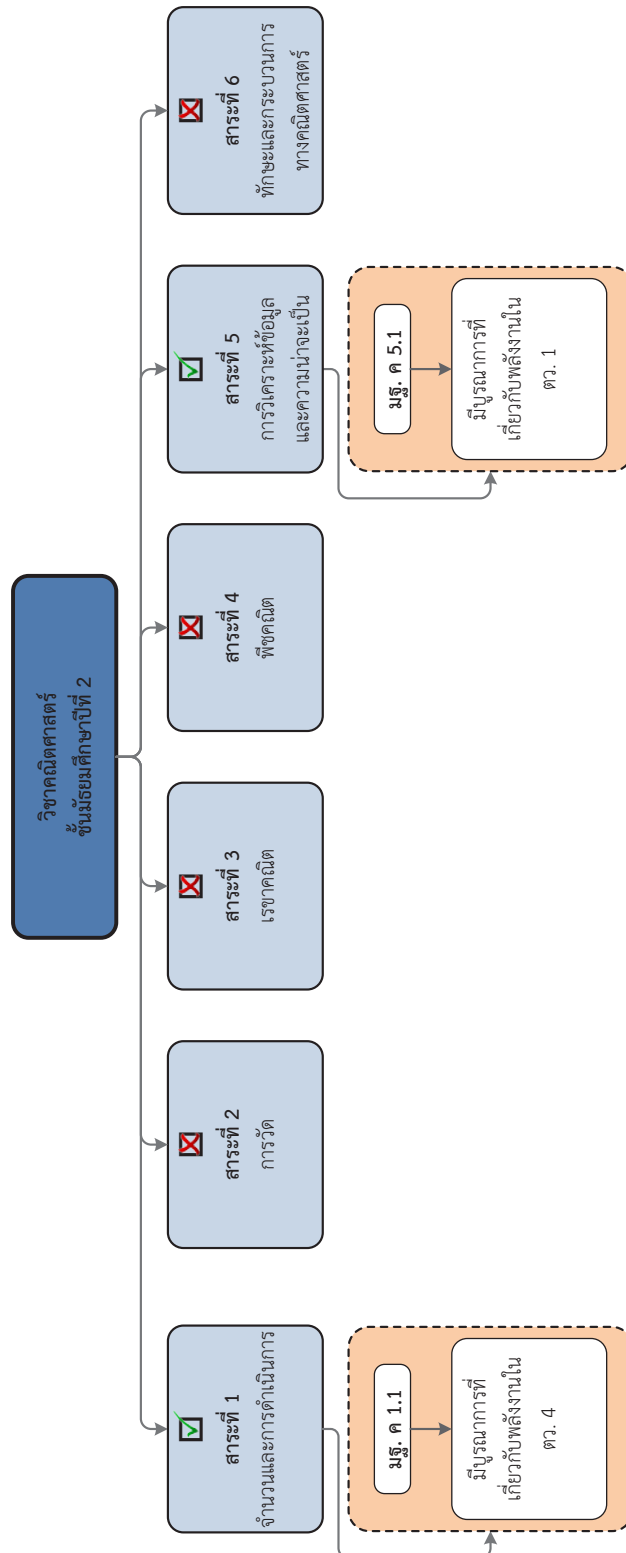 วิชาคณิตศาสตร์
ชั้นมัธยมศึกษาปีที่ 2
สาระที่ 1
จำนวนและการดำเนินการ
สาระที่ 2
การวัด
สาระที่ 3
เรขาคณิต
สาระที่ 4
พีชคณิต
สาระที่ 5
การวิเคราะห์ข้อมูล
และความน่าจะเป็น
สาระที่ 6
ทักษะและกระบวนการ
ทางคณิตศาสตร์
มฐ. ค 1.1
มีบูรณาการที่
เกี่ยวกับพลังงานใน
ตว. 4
มฐ. ค 5.1
มีบูรณาการที่
เกี่ยวกับพลังงานใน
ตว. 1